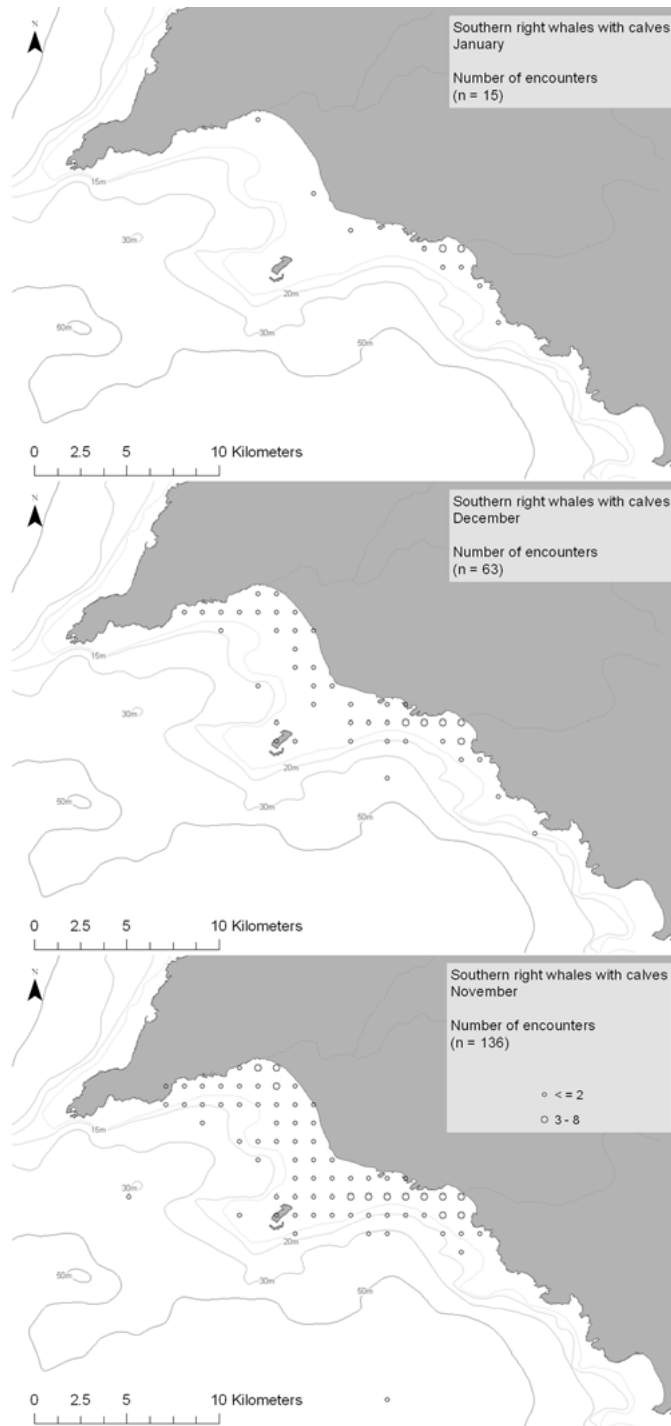 N
Southern right whales with calves
January
Number of encounters
(n = 15)
15m
30m
20m
30m
50m
50m
0 2.5 5 10 Kilometers
N
Southern right whales with calves
December
Number of encounters
(n = 63)
15m
30m
20m
30m
50m
50m
0 2.5 5 10 Kilometers
N
Southern right whales with calves
November
Number of encounters
(n = 136)
< = 2
3 - 8
15m
30m
20m
30m
50m
50m
0 2.5 5 10 Kilometers